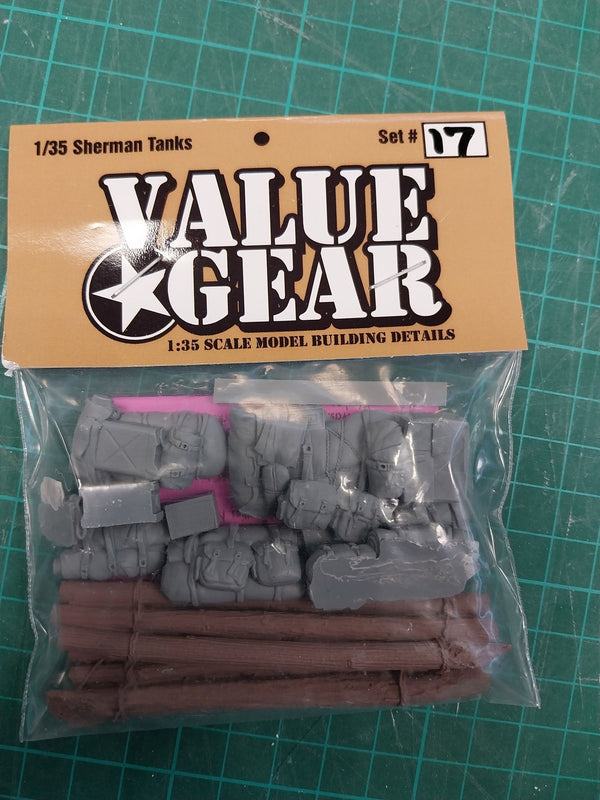 1/35 Sherman Tanks
Set # 17
VALUE
GEAR
1:35 SCALE MODEL BUILDING DETAILS